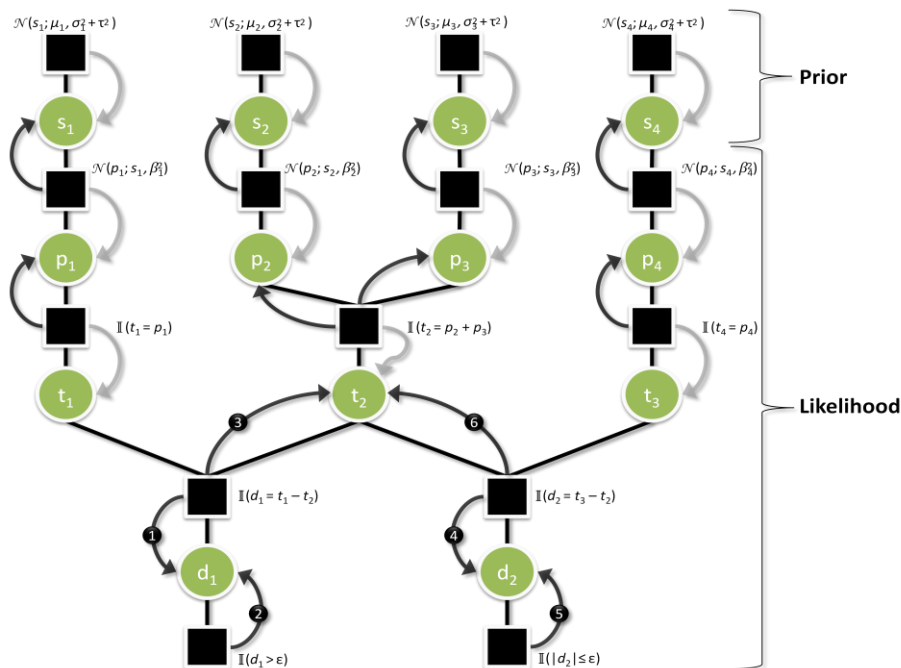 𝒩(s₁; μ₁, σ₁²+τ²) 𝒩(s₂; μ₂, σ₂²+τ²) 𝒩(s₃; μ₃, σ₃²+τ²) 𝒩(s₄; μ₄, σ₄²+τ²)
Prior
s₁ s₂ s₃ s₄
𝒩(p₁; s₁, β₁²) 𝒩(p₂; s₂, β₂²) 𝒩(p₃; s₃, β₃²) 𝒩(p₄; s₄, β₄²)
p₁ p₂ p₃ p₄
𝕀(t₁ = p₁) 𝕀(t₂ = p₂ + p₃) 𝕀(t₄ = p₄)
t₁ t₂ t₃
Likelihood
3 6
𝕀(d₁ = t₁ − t₂) 𝕀(d₂ = t₃ − t₂)
1 4
d₁ d₂
2 5
𝕀(d₁ > ε) 𝕀(|d₂| ≤ ε)